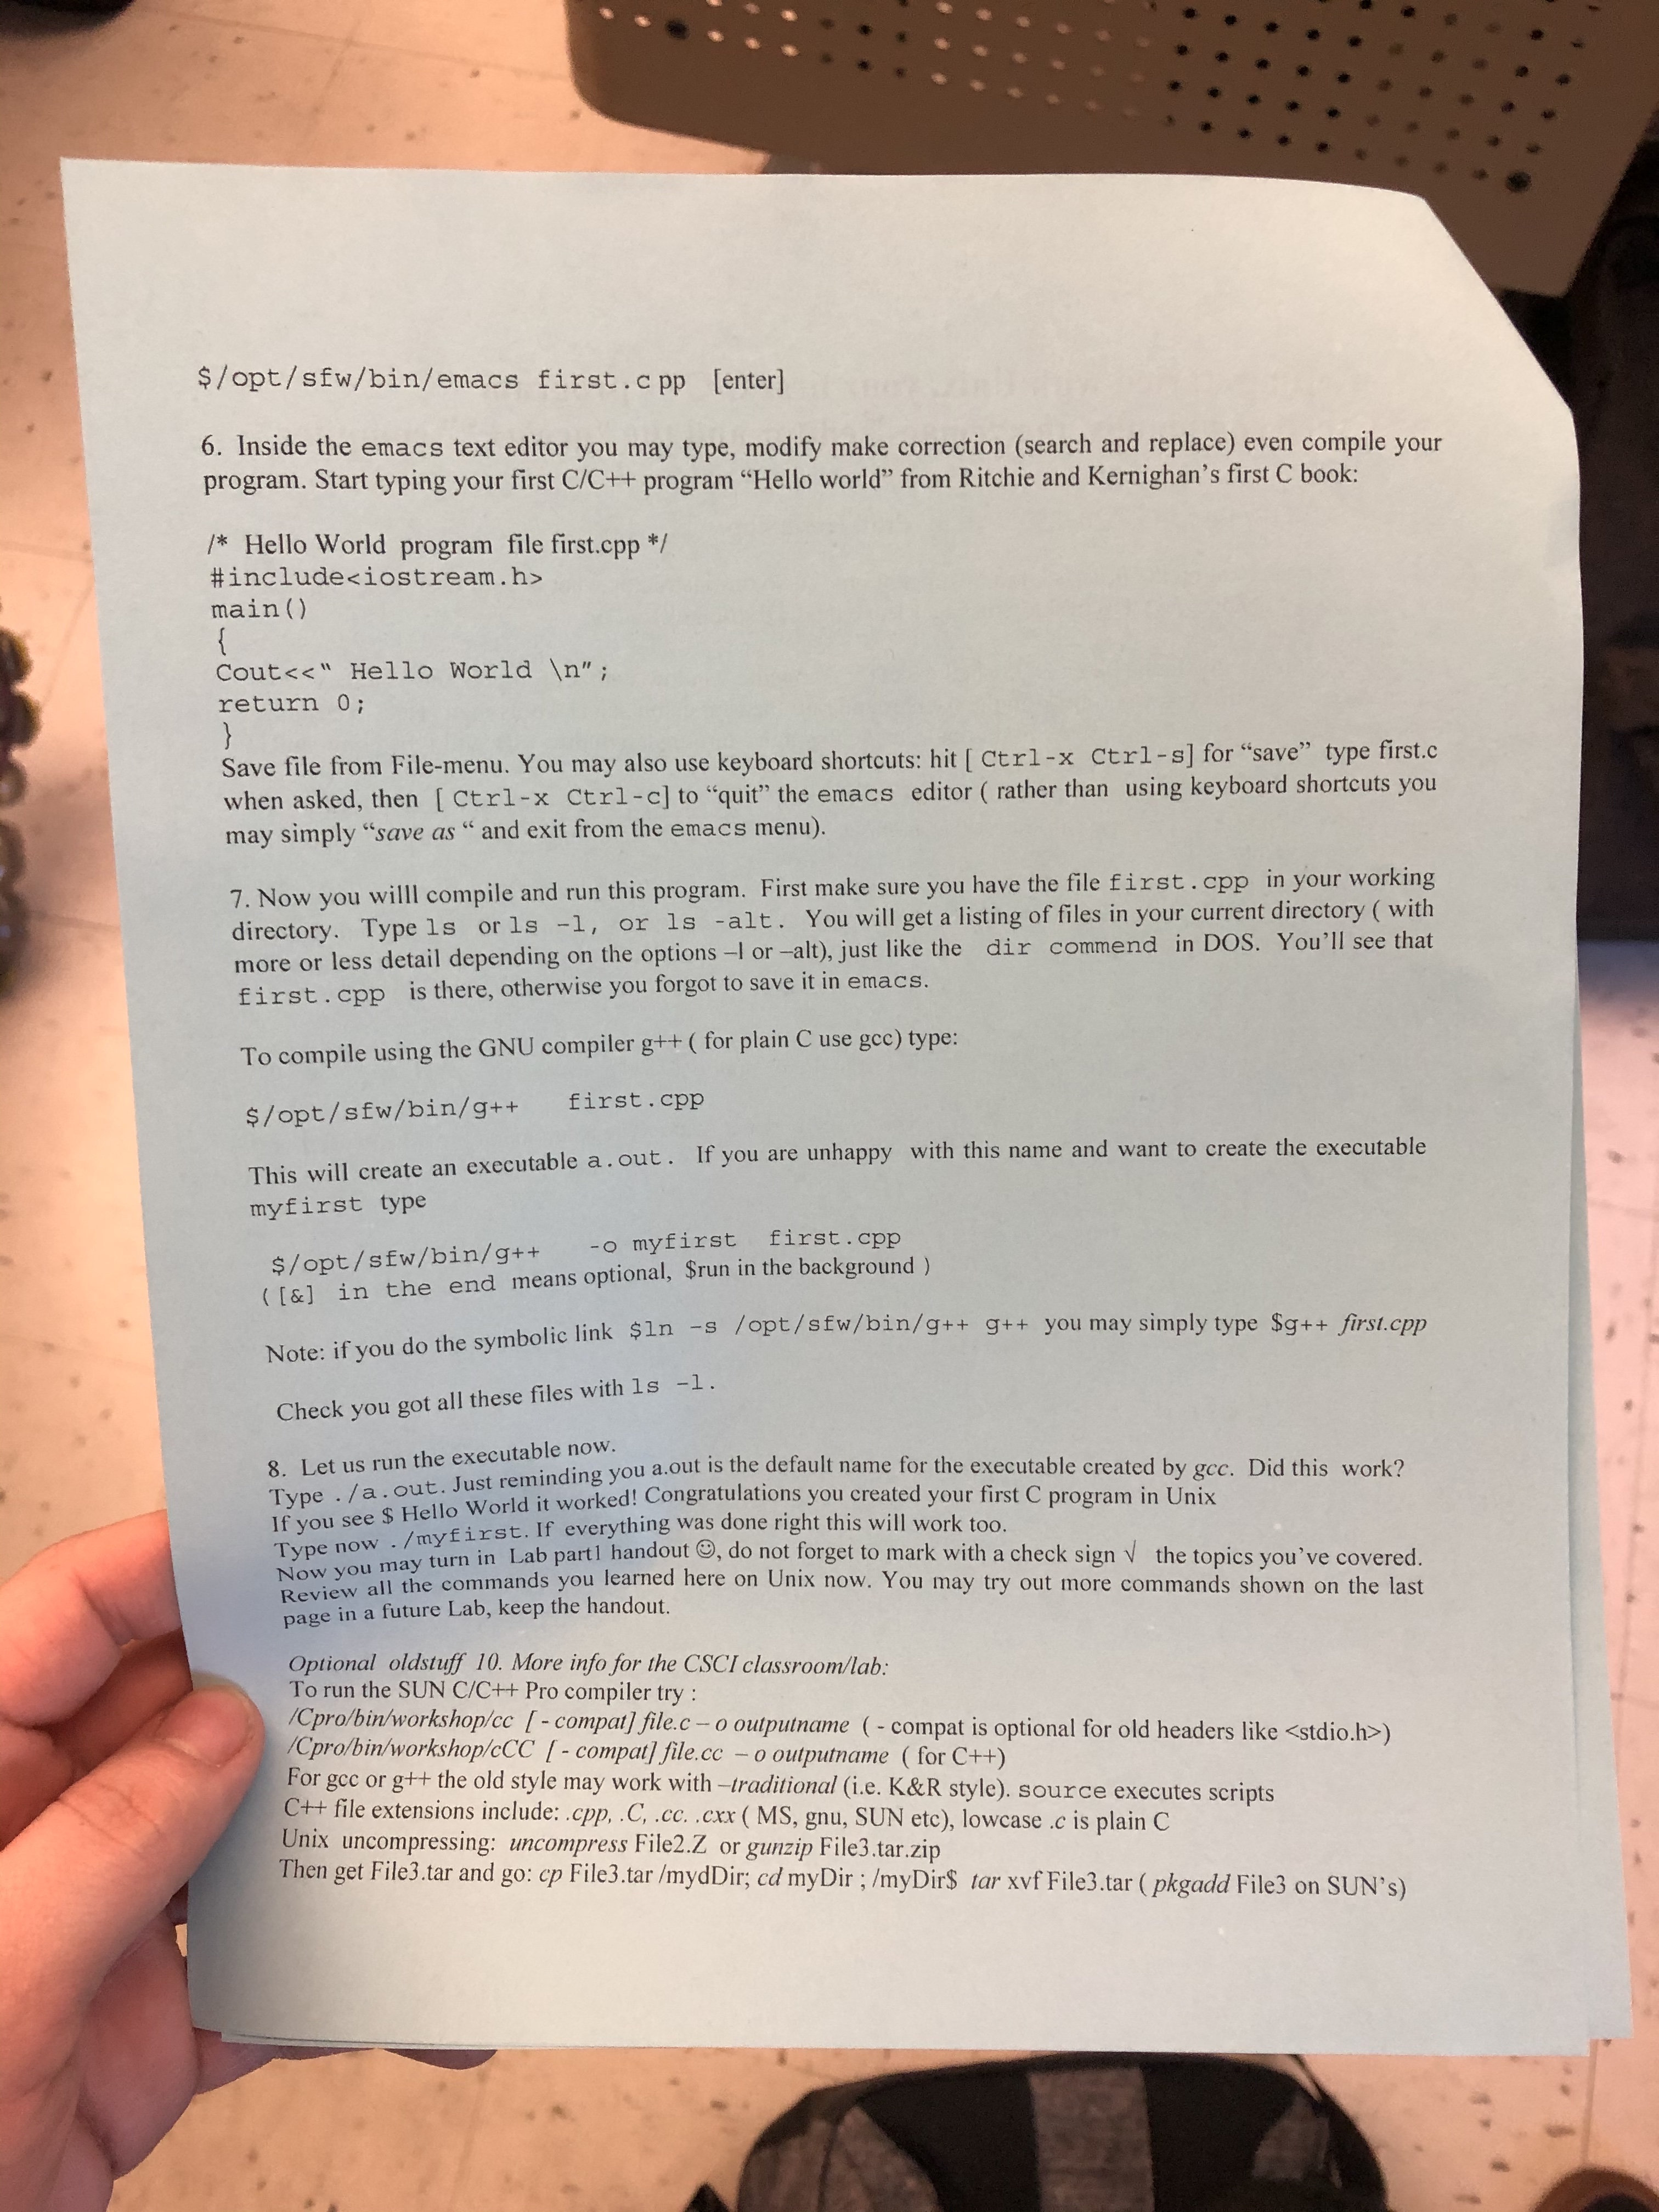 $/opt/sfw/bin/emacs first.c pp [enter]
6. Inside the emacs text editor you may type, modify make correction (search and replace) even compile your
program. Start typing your first C/C++ program “Hello world” from Ritchie and Kernighan’s first C book:
/* Hello World program file first.cpp */
#include<iostream.h>
main()
{
Cout<<" Hello World \n";
return 0;
}
Save file from File-menu. You may also use keyboard shortcuts: hit [ Ctrl-x Ctrl-s] for “save” type first.c
when asked, then [ Ctrl-x Ctrl-c] to “quit” the emacs editor ( rather than using keyboard shortcuts you
may simply “save as “ and exit from the emacs menu).
7. Now you willl compile and run this program. First make sure you have the file first.cpp in your working
directory. Type ls or ls -l, or ls -alt. You will get a listing of files in your current directory ( with
more or less detail depending on the options –l or –alt), just like the dir commend in DOS. You’ll see that
first.cpp is there, otherwise you forgot to save it in emacs.
To compile using the GNU compiler g++ ( for plain C use gcc) type:
$/opt/sfw/bin/g++ first.cpp
This will create an executable a.out. If you are unhappy with this name and want to create the executable
myfirst type
$/opt/sfw/bin/g++ -o myfirst first.cpp
([&] in the end means optional, $run in the background )
Note: if you do the symbolic link $ln -s /opt/sfw/bin/g++ g++ you may simply type $g++ first.cpp
Check you got all these files with ls -l.
8. Let us run the executable now.
Type ./a.out. Just reminding you a.out is the default name for the executable created by gcc. Did this work?
If you see $ Hello World it worked! Congratulations you created your first C program in Unix
Type now ./myfirst. If everything was done right this will work too.
Now you may turn in Lab part1 handout ☺, do not forget to mark with a check sign √ the topics you’ve covered.
Review all the commands you learned here on Unix now. You may try out more commands shown on the last
page in a future Lab, keep the handout.
Optional oldstuff 10. More info for the CSCI classroom/lab:
To run the SUN C/C++ Pro compiler try :
/Cpro/bin/workshop/cc [ - compat] file.c – o outputname ( - compat is optional for old headers like <stdio.h>)
/Cpro/bin/workshop/cCC [ - compat] file.cc – o outputname ( for C++)
For gcc or g++ the old style may work with –traditional (i.e. K&R style). source executes scripts
C++ file extensions include: .cpp, .C, .cc. .cxx ( MS, gnu, SUN etc), lowcase .c is plain C
Unix uncompressing: uncompress File2.Z or gunzip File3.tar.zip
Then get File3.tar and go: cp File3.tar /mydDir; cd myDir ; /myDir$ tar xvf File3.tar ( pkgadd File3 on SUN’s)